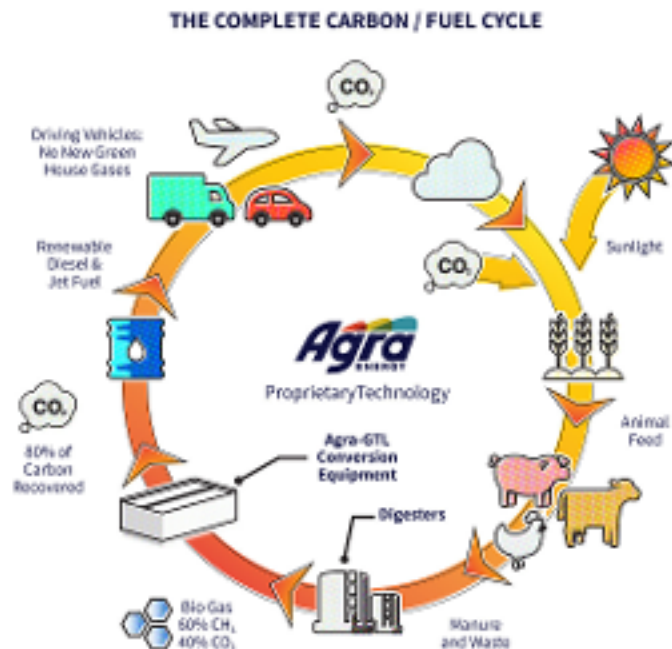 THE COMPLETE CARBON / FUEL CYCLE
CO₂
Driving Vehicles:
No New Green
House Gases
Sunlight
CO₂
Renewable
Diesel &
Jet Fuel
Agra
ENERGY
ProprietaryTechnology
CO₂
80% of
Carbon
Recovered
Agra-GTL
Conversion
Equipment
Animal
Feed
Digesters
Bio Gas
60% CH₄
40% CO₂
Manure
and Waste